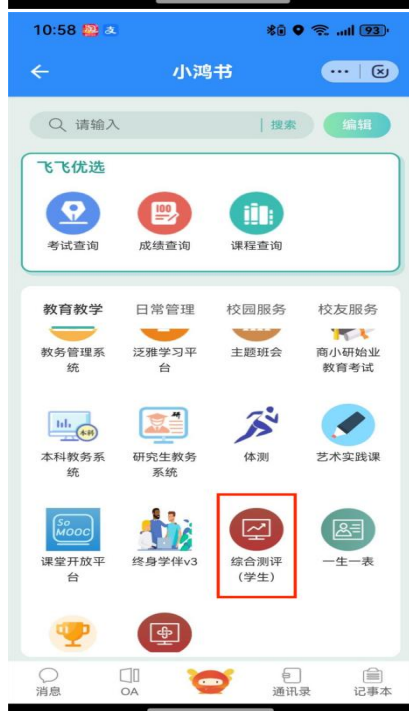 10:58 支 93
小鸿书
请输入 | 搜索 编辑
飞飞优选
100
考试查询 成绩查询 课程查询
教育教学 日常管理 校园服务 校友服务
教务管理系 泛雅学习平 主题班会 商小研始业
统 台 教育考试
本科
本科教务系 研究生教务 体测 艺术实践课
统 系统
So
MOOC
课堂开放平 终身学伴v3 综合测评 一生一表
台 (学生)
消息 OA 通讯录 记事本